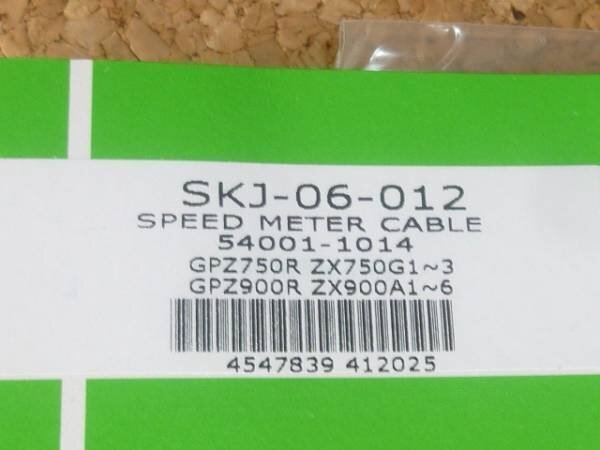 SKJ-06-012
SPEED METER CABLE
54001-1014
GPZ750R ZX750G1~3
GPZ900R ZX900A1~6
4547839 412025